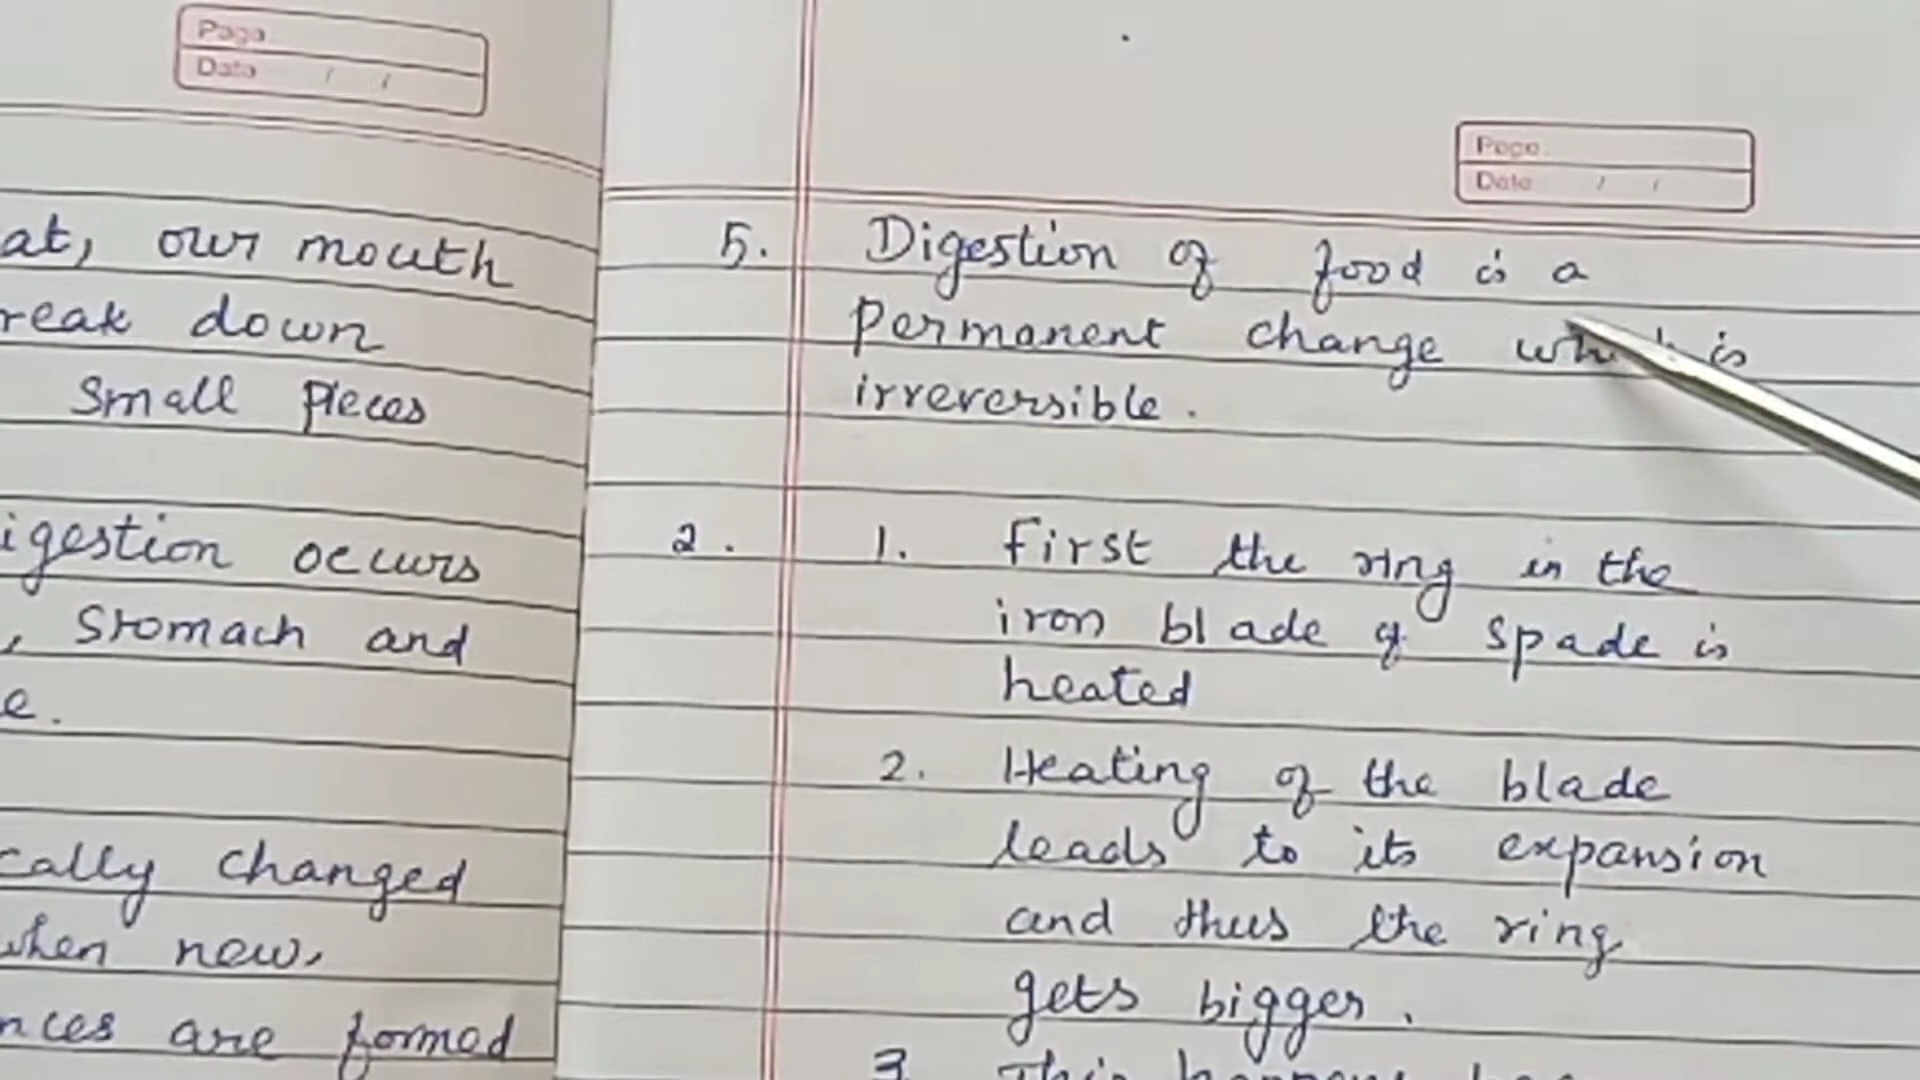 Page
Date / /
at, our mouth
reak down
small pieces
igestion occurs
, stomach and
e.
cally changed
when new,
nces are formed
Page
Date / /
5. Digestion of food is a
permanent change which is
irreversible.
2. 1. First the ring in the
iron blade of spade is
heated
2. Heating of the blade
leads to its expansion
and thus the ring
gets bigger.
3 This happens